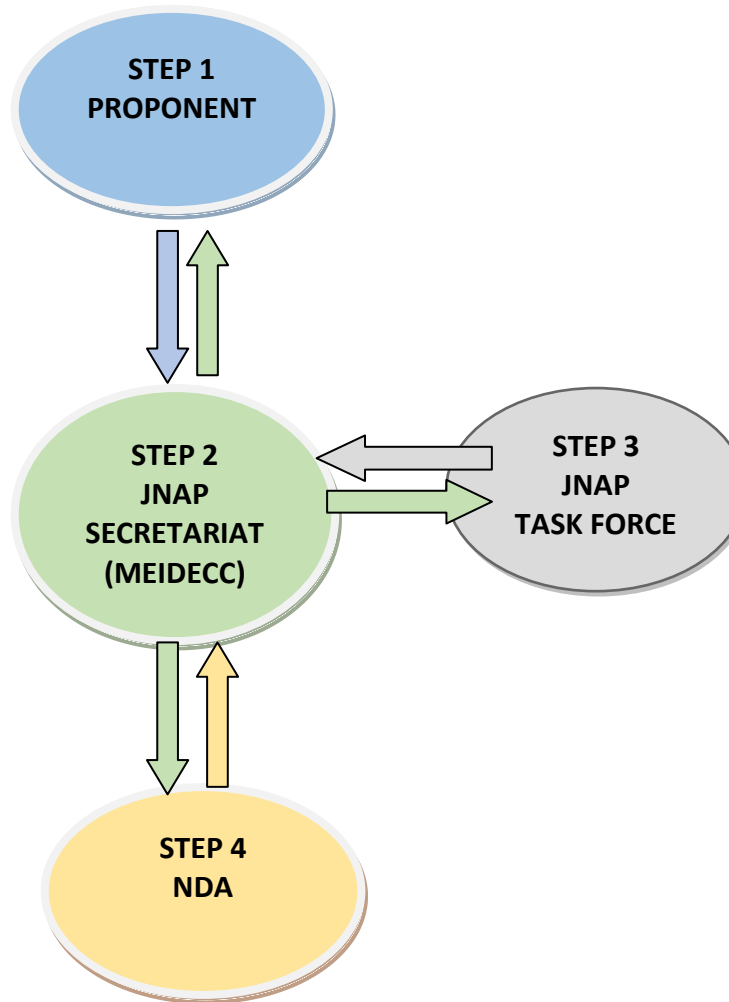 STEP 1
PROPONENT
STEP 2
JNAP
SECRETARIAT
(MEIDECC)
STEP 3
JNAP
TASK FORCE
STEP 4
NDA